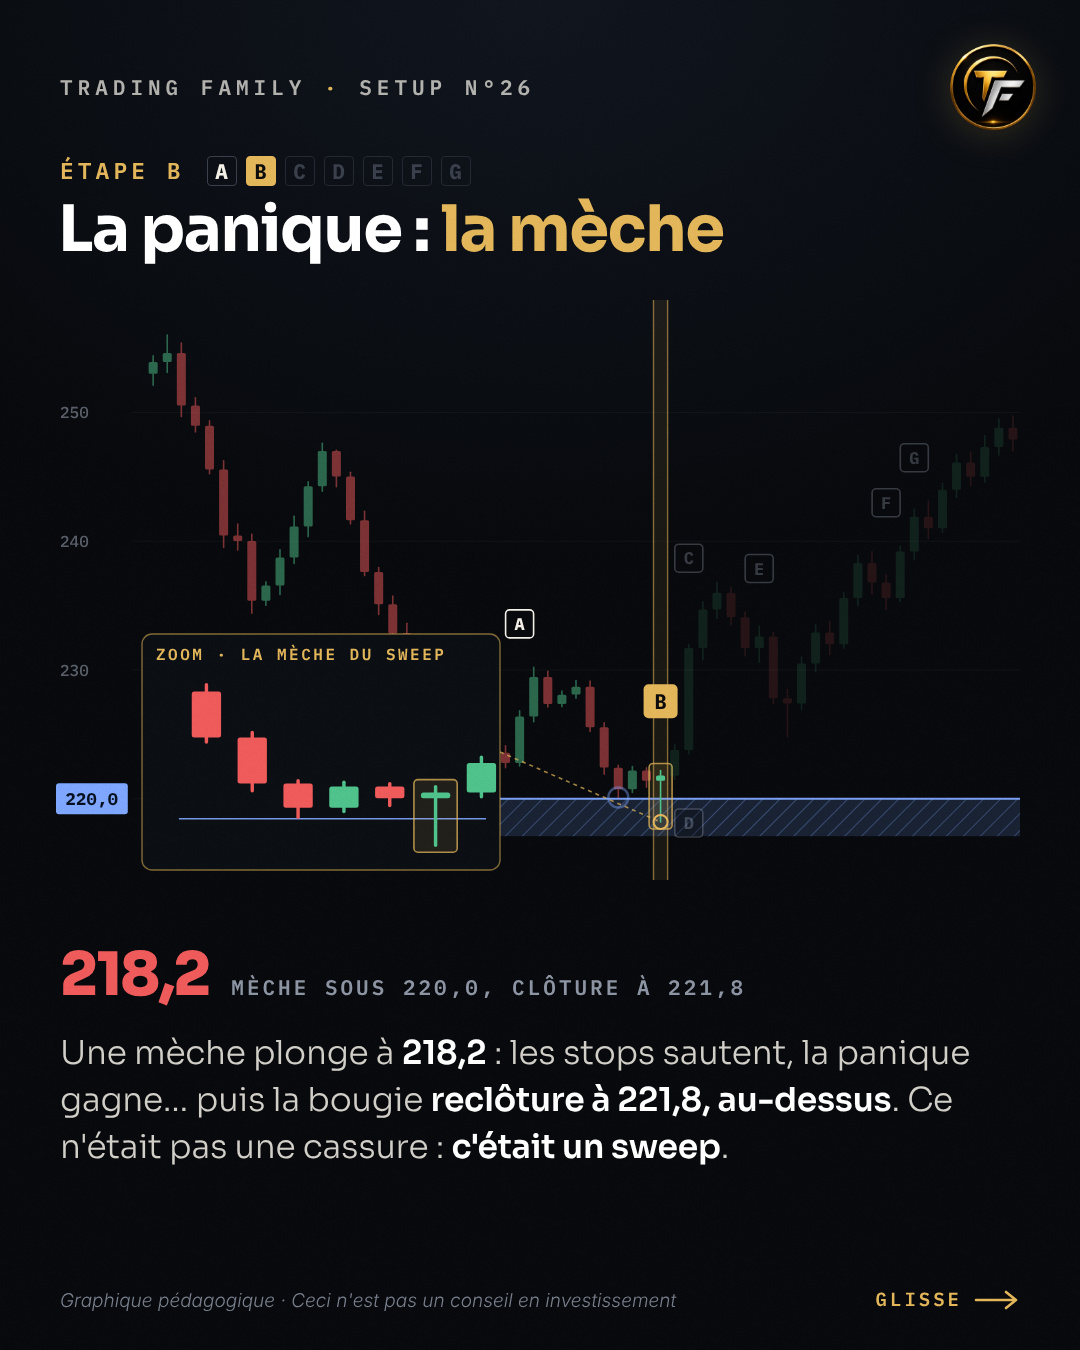 TRADING FAMILY · SETUP N°26
TF
ÉTAPE B A B C D E F G
La panique : la mèche
250
240
230
220,0
G
F
C
E
A
B
D
ZOOM · LA MÈCHE DU SWEEP
218,2 MÈCHE SOUS 220,0, CLÔTURE À 221,8
Une mèche plonge à 218,2 : les stops sautent, la panique
gagne... puis la bougie reclôture à 221,8, au-dessus. Ce
n'était pas une cassure : c'était un sweep.
Graphique pédagogique · Ceci n'est pas un conseil en investissement
GLISSE →